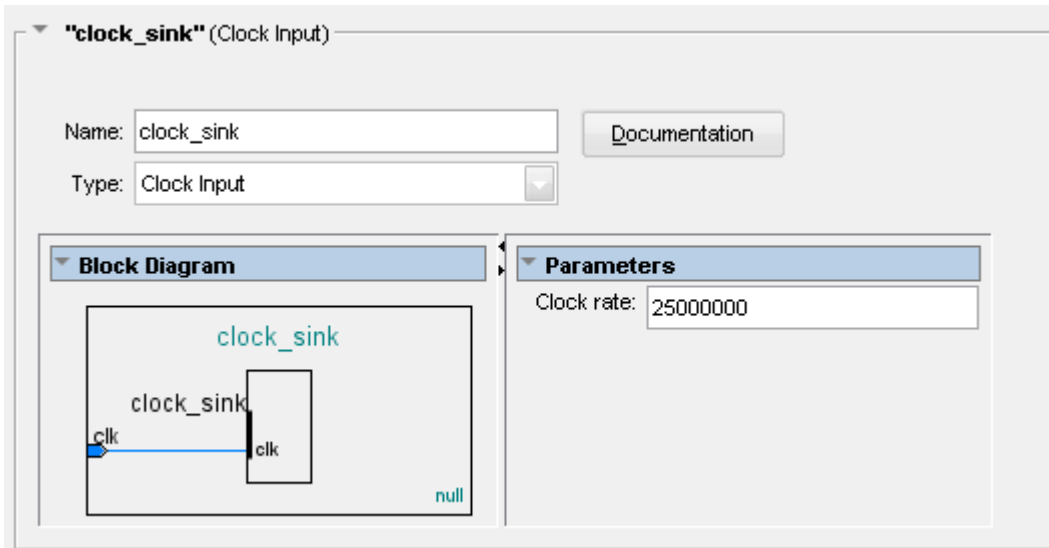 "clock_sink" (Clock Input)
Name: clock_sink
Documentation
Type: Clock Input
Block Diagram
clock_sink
clock_sink
clk
clk
null
Parameters
Clock rate: 25000000